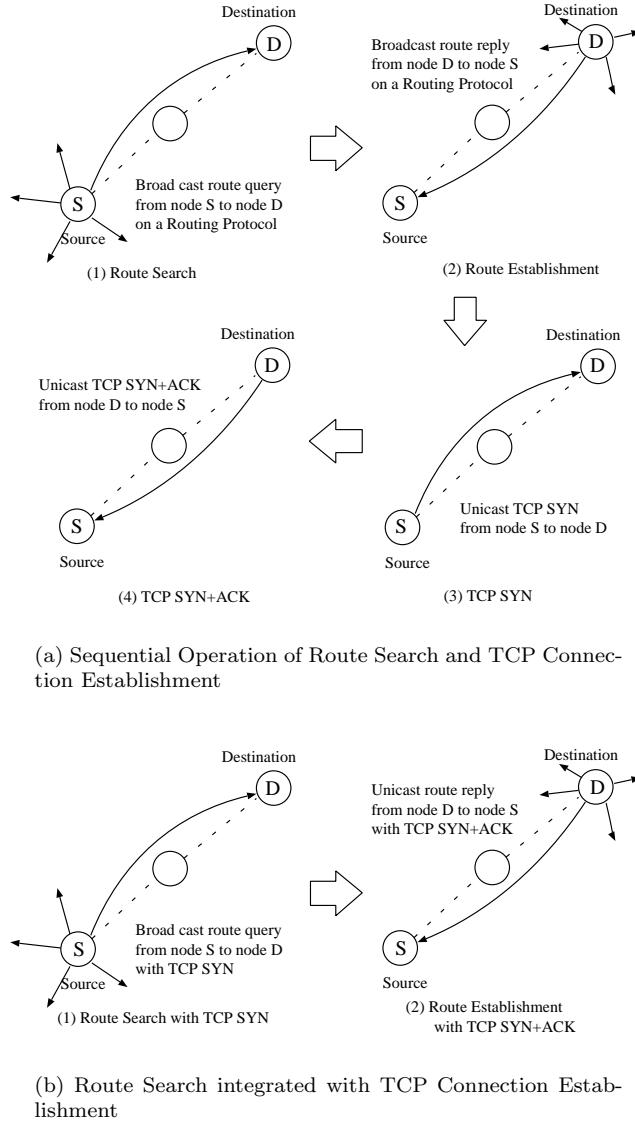 Destination
D
Broad cast route query
from node S to node D
on a Routing Protocol
S
Source
(1) Route Search
Destination
D
Broadcast route reply
from node D to node S
on a Routing Protocol
S
Source
(2) Route Establishment
Destination
D
Unicast TCP SYN
from node S to node D
S
Source
(3) TCP SYN
Destination
D
Unicast TCP SYN+ACK
from node D to node S
S
Source
(4) TCP SYN+ACK
(a) Sequential Operation of Route Search and TCP Connec-
tion Establishment
Destination
D
Broad cast route query
from node S to node D
with TCP SYN
S
Source
(1) Route Search with TCP SYN
Destination
D
Unicast route reply
from node D to node S
with TCP SYN+ACK
S
Source
(2) Route Establishment
with TCP SYN+ACK
(b) Route Search integrated with TCP Connection Estab-
lishment